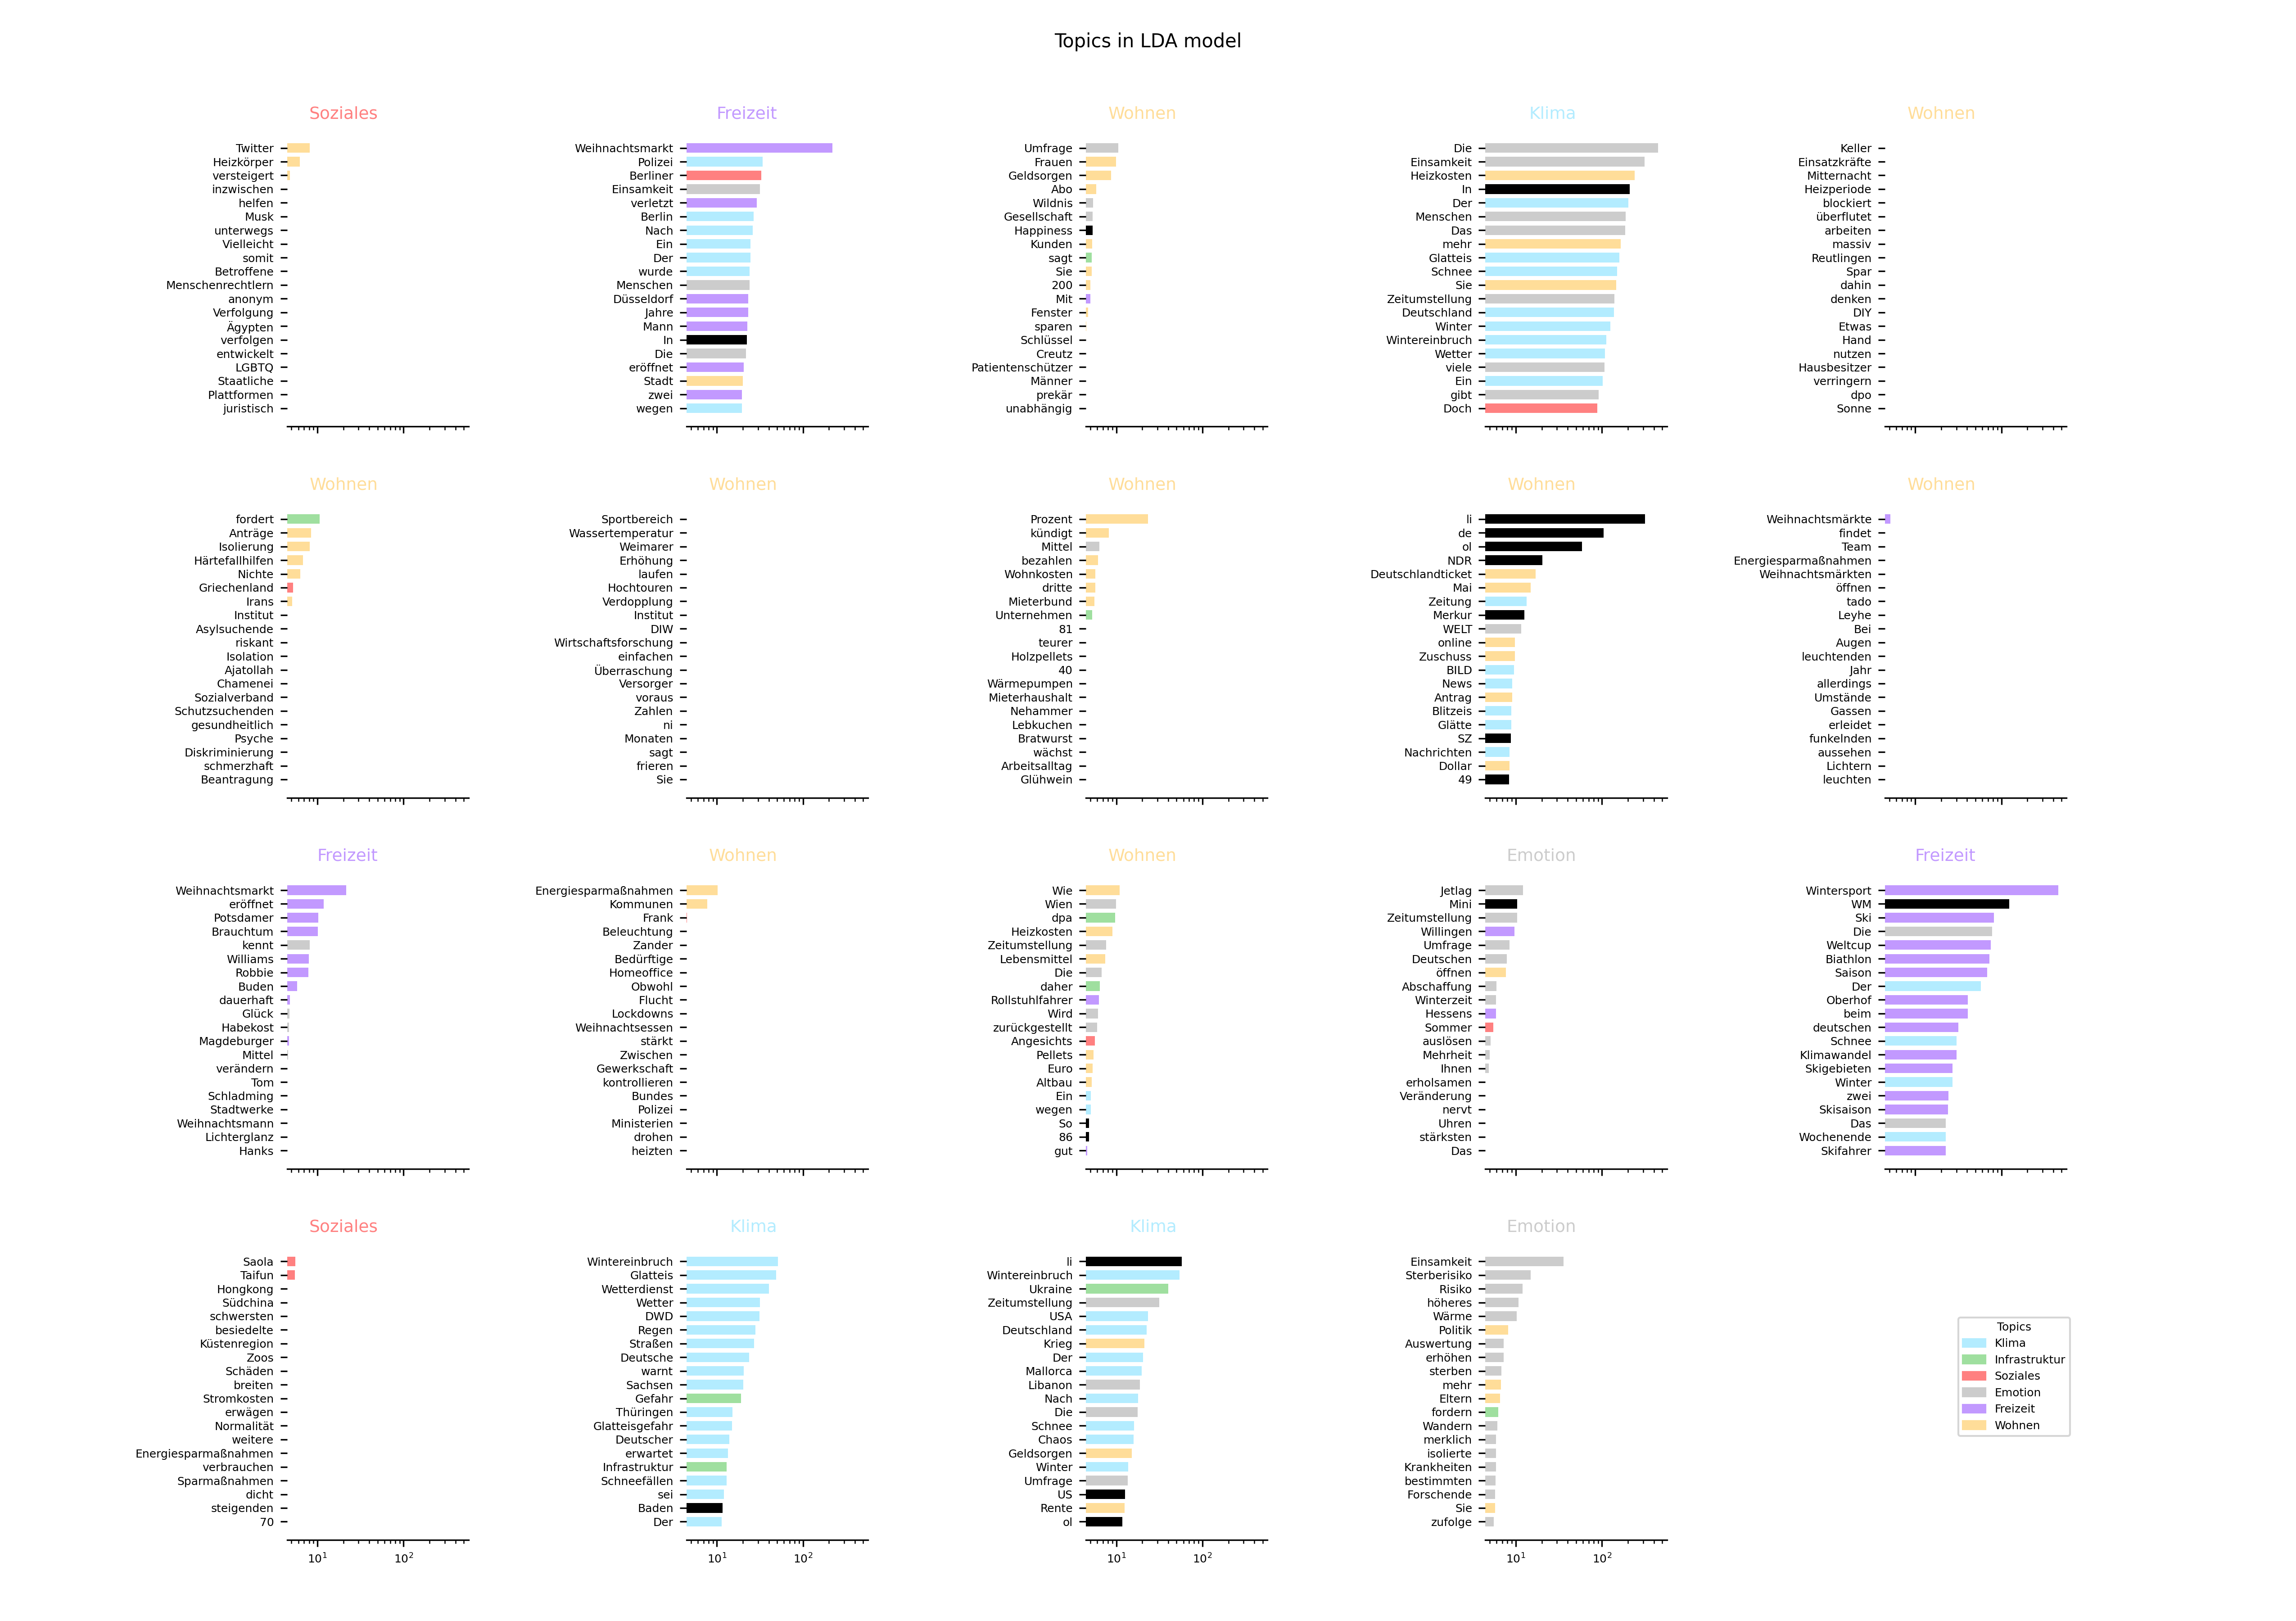 Topics in LDA model
Soziales
Twitter
Heizkörper
versteigert
inzwischen
helfen
Musk
unterwegs
Vielleicht
somit
Betroffene
Menschenrechtlern
anonym
Verfolgung
Ägypten
verfolgen
entwickelt
LGBTQ
Staatliche
Plattformen
juristisch
Freizeit
Weihnachtsmarkt
Polizei
Berliner
Einsamkeit
verletzt
Berlin
Nach
Ein
Der
wurde
Menschen
Düsseldorf
Jahre
Mann
In
Die
eröffnet
Stadt
zwei
wegen
Wohnen
Umfrage
Frauen
Geldsorgen
Abo
Wildnis
Gesellschaft
Happiness
Kunden
sagt
Sie
200
Mit
Fenster
sparen
Schlüssel
Creutz
Patientenschützer
Männer
prekär
unabhängig
Klima
Die
Einsamkeit
Heizkosten
In
Der
Menschen
Das
mehr
Glatteis
Schnee
Sie
Zeitumstellung
Deutschland
Winter
Wintereinbruch
Wetter
viele
Ein
gibt
Doch
Wohnen
Keller
Einsatzkräfte
Mitternacht
Heizperiode
blockiert
überflutet
arbeiten
massiv
Reutlingen
Spar
dahin
denken
DIY
Etwas
Hand
nutzen
Hausbesitzer
verringern
dpo
Sonne
Wohnen
fordert
Anträge
Isolierung
Härtefallhilfen
Nichte
Griechenland
Irans
Institut
Asylsuchende
riskant
Isolation
Ajatollah
Chamenei
Sozialverband
Schutzsuchenden
gesundheitlich
Psyche
Diskriminierung
schmerzhaft
Beantragung
Wohnen
Sportbereich
Wassertemperatur
Weimarer
Erhöhung
laufen
Hochtouren
Verdopplung
Institut
DIW
Wirtschaftsforschung
einfachen
Überraschung
Versorger
voraus
Zahlen
ni
Monaten
sagt
frieren
Sie
Wohnen
Prozent
kündigt
Mittel
bezahlen
Wohnkosten
dritte
Mieterbund
Unternehmen
81
teurer
Holzpellets
40
Wärmepumpen
Mieterhaushalt
Nehammer
Lebkuchen
Bratwurst
wächst
Arbeitsalltag
Glühwein
Wohnen
li
de
ol
NDR
Deutschlandticket
Mai
Zeitung
Merkur
WELT
online
Zuschuss
BILD
News
Antrag
Blitzeis
Glätte
SZ
Nachrichten
Dollar
49
Wohnen
Weihnachtsmärkte
findet
Team
Energiesparmaßnahmen
Weihnachtsmärkten
öffnen
tado
Leyhe
Bei
Augen
leuchtenden
Jahr
allerdings
Umstände
Gassen
erleidet
funkelnden
aussehen
Lichtern
leuchten
Freizeit
Weihnachtsmarkt
eröffnet
Potsdamer
Brauchtum
kennt
Williams
Robbie
Buden
dauerhaft
Glück
Habekost
Magdeburger
Mittel
verändern
Tom
Schladming
Stadtwerke
Weihnachtsmann
Lichterglanz
Hanks
Wohnen
Energiesparmaßnahmen
Kommunen
Frank
Beleuchtung
Zander
Bedürftige
Homeoffice
Obwohl
Flucht
Lockdowns
Weihnachtsessen
stärkt
Zwischen
Gewerkschaft
kontrollieren
Bundes
Polizei
Ministerien
drohen
heizten
Wohnen
Wie
Wien
dpa
Heizkosten
Zeitumstellung
Lebensmittel
Die
daher
Rollstuhlfahrer
Wird
zurückgestellt
Angesichts
Pellets
Euro
Altbau
Ein
wegen
So
86
gut
Emotion
Jetlag
Mini
Zeitumstellung
Willingen
Umfrage
Deutschen
öffnen
Abschaffung
Winterzeit
Hessens
Sommer
auslösen
Mehrheit
Ihnen
erholsamen
Veränderung
nervt
Uhren
stärksten
Das
Freizeit
Wintersport
WM
Ski
Die
Weltcup
Biathlon
Saison
Der
Oberhof
beim
deutschen
Schnee
Klimawandel
Skigebieten
Winter
zwei
Skisaison
Das
Wochenende
Skifahrer
Soziales
Saola
Taifun
Hongkong
Südchina
schwersten
besiedelte
Küstenregion
Zoos
Schäden
breiten
Stromkosten
erwägen
Normalität
weitere
Energiesparmaßnahmen
verbrauchen
Sparmaßnahmen
dicht
steigenden
70
10¹ 10²
Klima
Wintereinbruch
Glatteis
Wetterdienst
Wetter
DWD
Regen
Straßen
Deutsche
warnt
Sachsen
Gefahr
Thüringen
Glatteisgefahr
Deutscher
erwartet
Infrastruktur
Schneefällen
sei
Baden
Der
10¹ 10²
Klima
li
Wintereinbruch
Ukraine
Zeitumstellung
USA
Deutschland
Krieg
Der
Mallorca
Libanon
Nach
Die
Schnee
Chaos
Geldsorgen
Winter
Umfrage
US
Rente
ol
10¹ 10²
Emotion
Einsamkeit
Sterberisiko
Risiko
höheres
Wärme
Politik
Auswertung
erhöhen
sterben
mehr
Eltern
fordern
Wandern
merklich
isolierte
Krankheiten
bestimmten
Forschende
Sie
zufolge
10¹ 10²
Topics
Klima
Infrastruktur
Soziales
Emotion
Freizeit
Wohnen